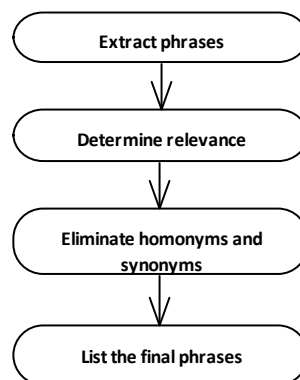 Extract phrases
Determine relevance
Eliminate homonyms and
synonyms
List the final phrases